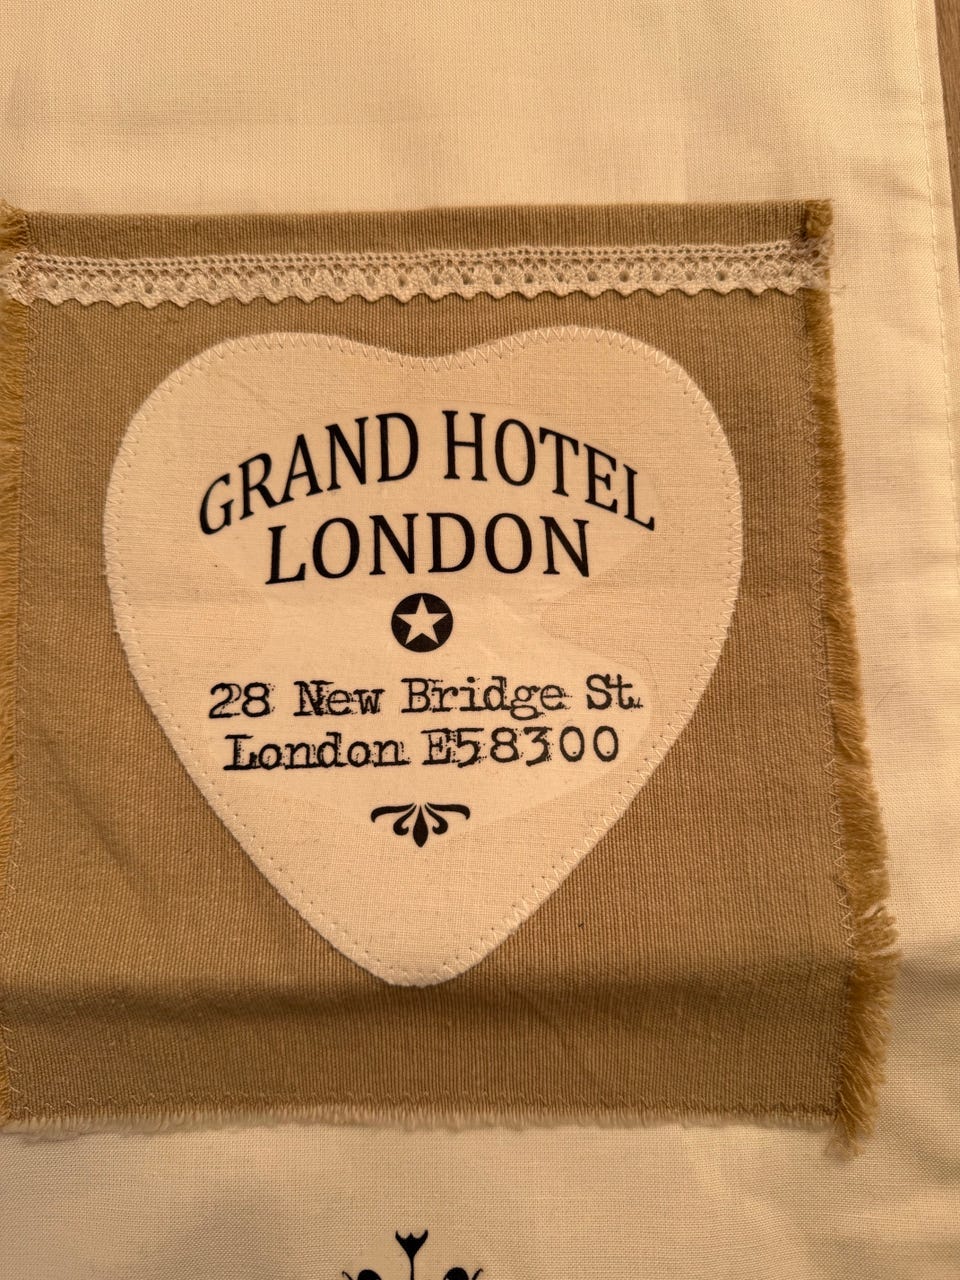 GRAND HOTEL
LONDON
28 New Bridge St.
London E58300